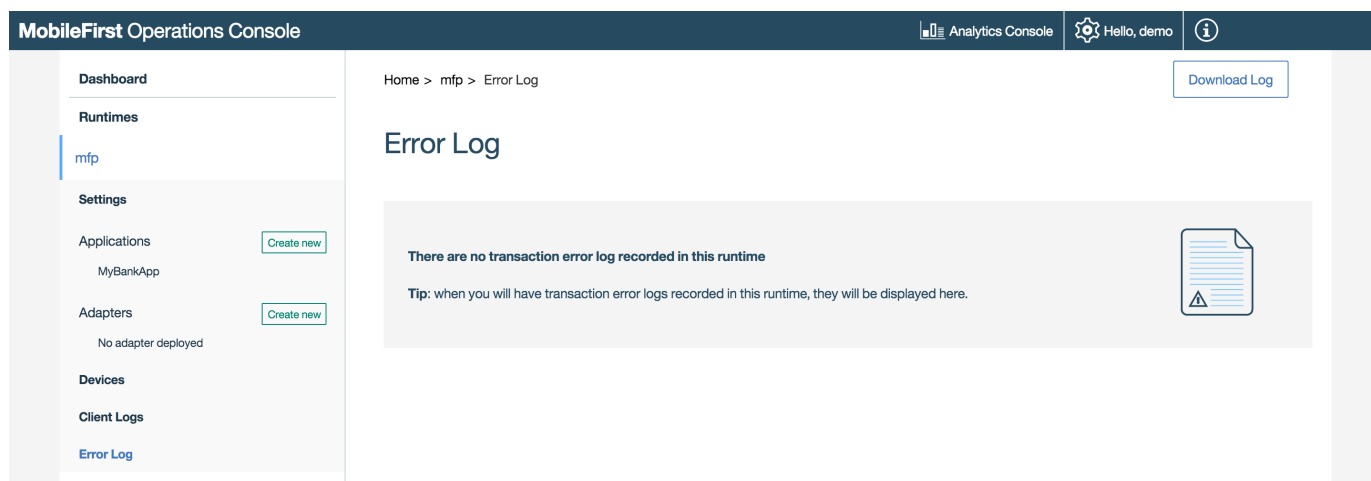 MobileFirst Operations Console
Analytics Console
Hello, demo
Dashboard
Runtimes
mfp
Settings
Applications
Create new
MyBankApp
Adapters
Create new
No adapter deployed
Devices
Client Logs
Error Log
Home > mfp > Error Log
Download Log
Error Log
There are no transaction error log recorded in this runtime
Tip: when you will have transaction error logs recorded in this runtime, they will be displayed here.